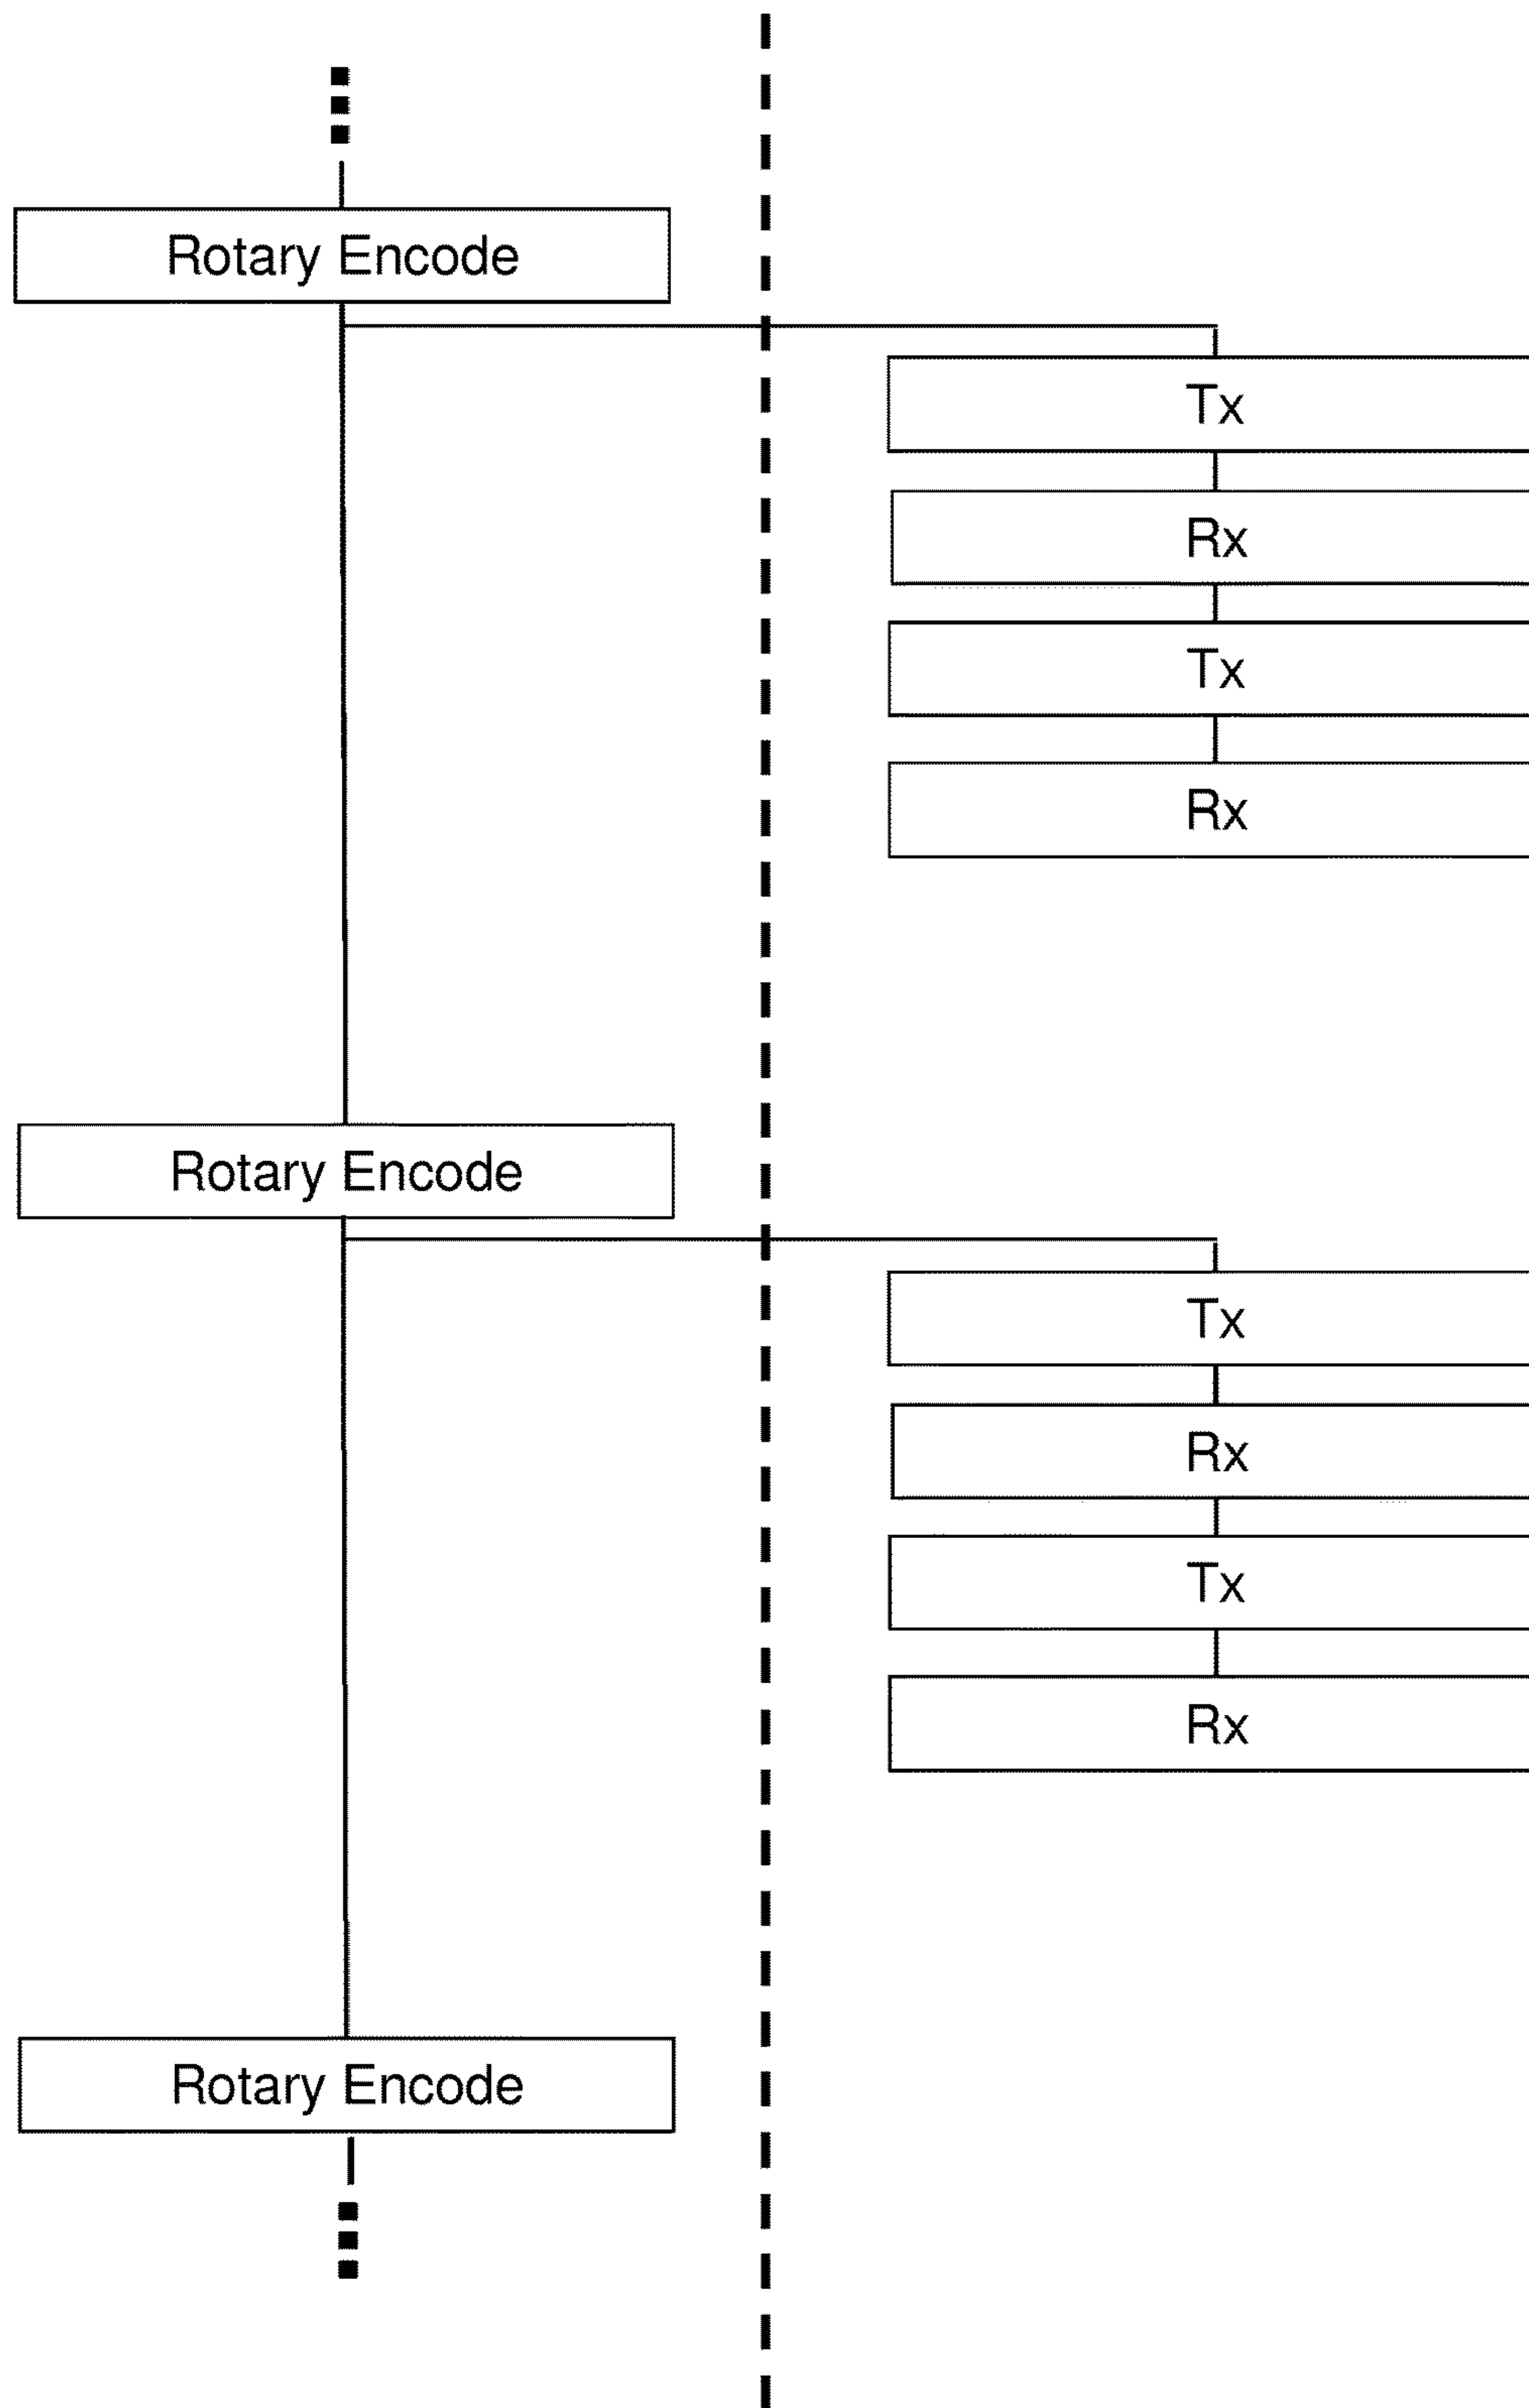 Rotary Encode
Tx
Rx
Tx
Rx
Rotary Encode
Tx
Rx
Tx
Rx
Rotary Encode